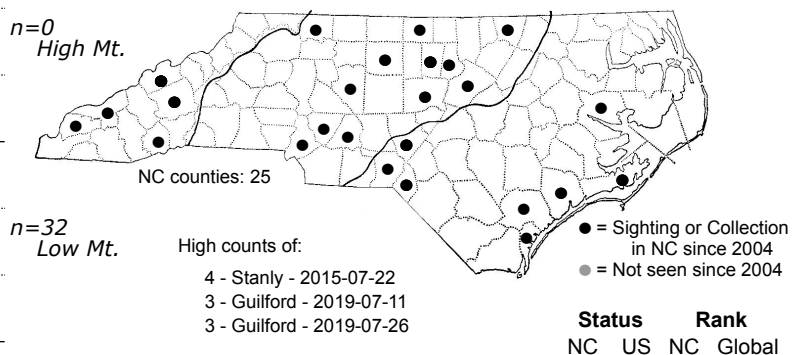 n=0
High Mt.
NC counties: 25
n=32
Low Mt.
High counts of:
4 - Stanly - 2015-07-22
3 - Guilford - 2019-07-11
3 - Guilford - 2019-07-26
● = Sighting or Collection
in NC since 2004
● = Not seen since 2004
Status Rank
NC US NC Global